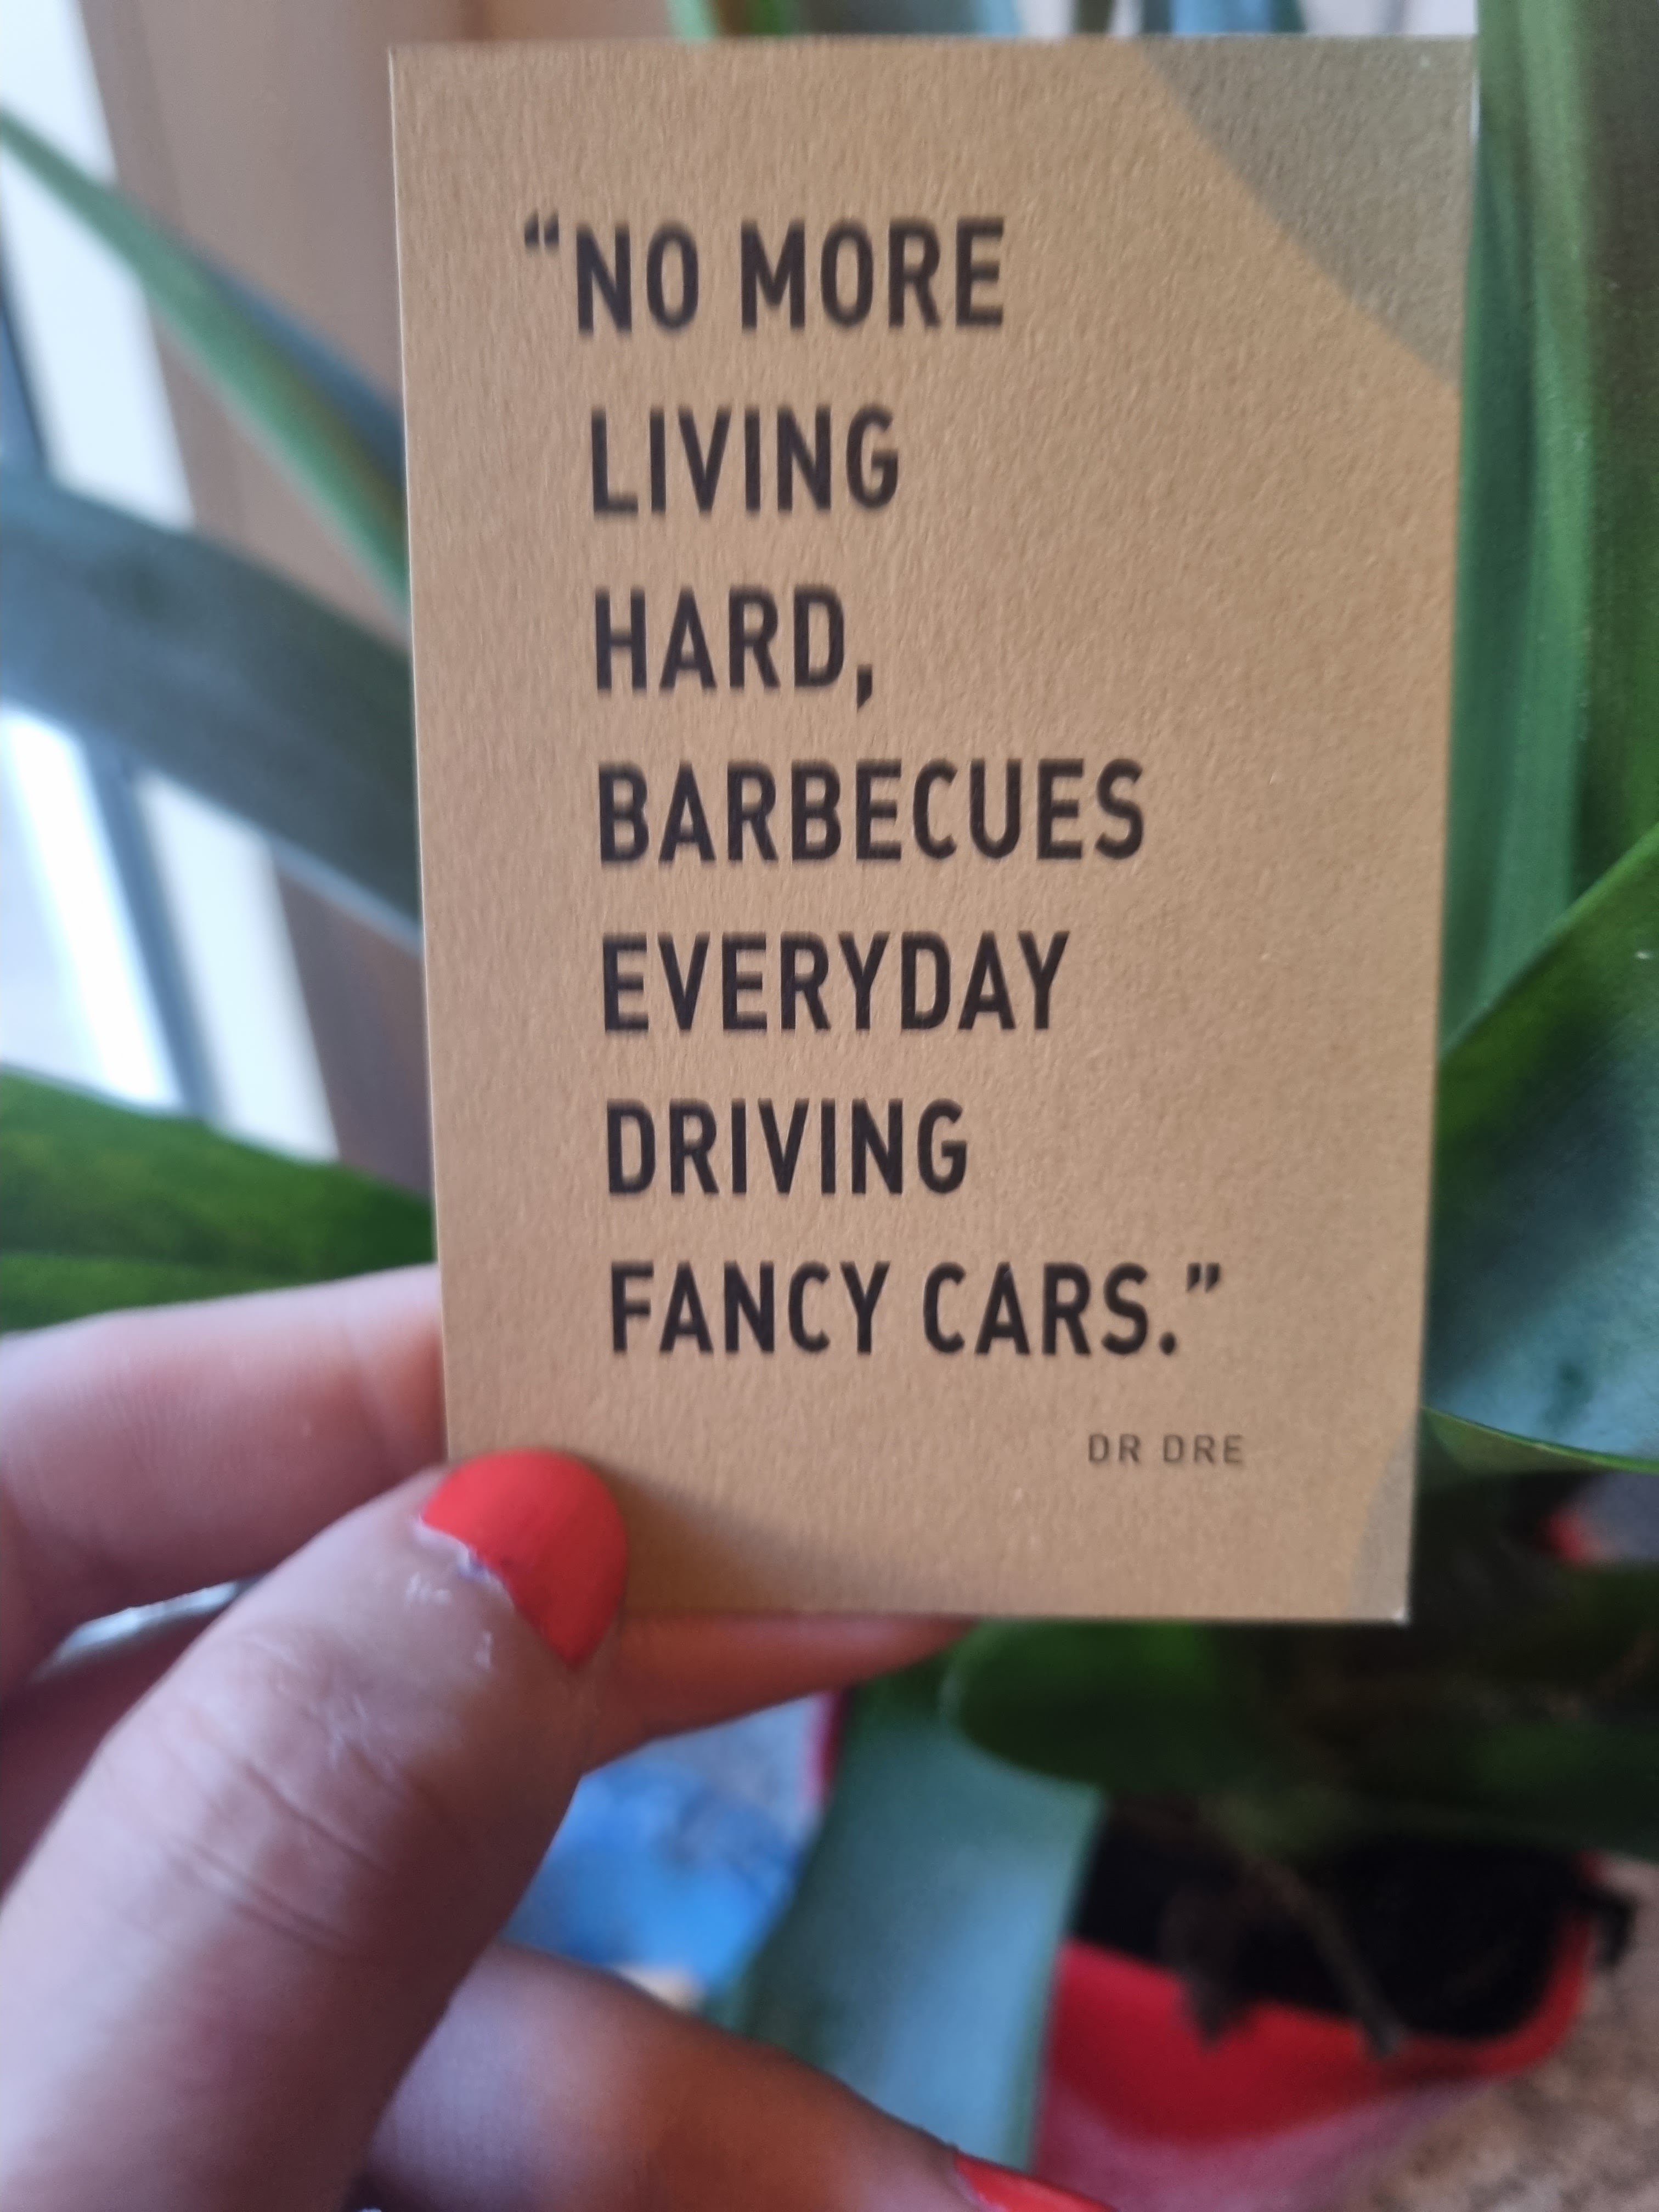 “NO MORE
LIVING
HARD,
BARBECUES
EVERYDAY
DRIVING
FANCY CARS.”
DR DRE